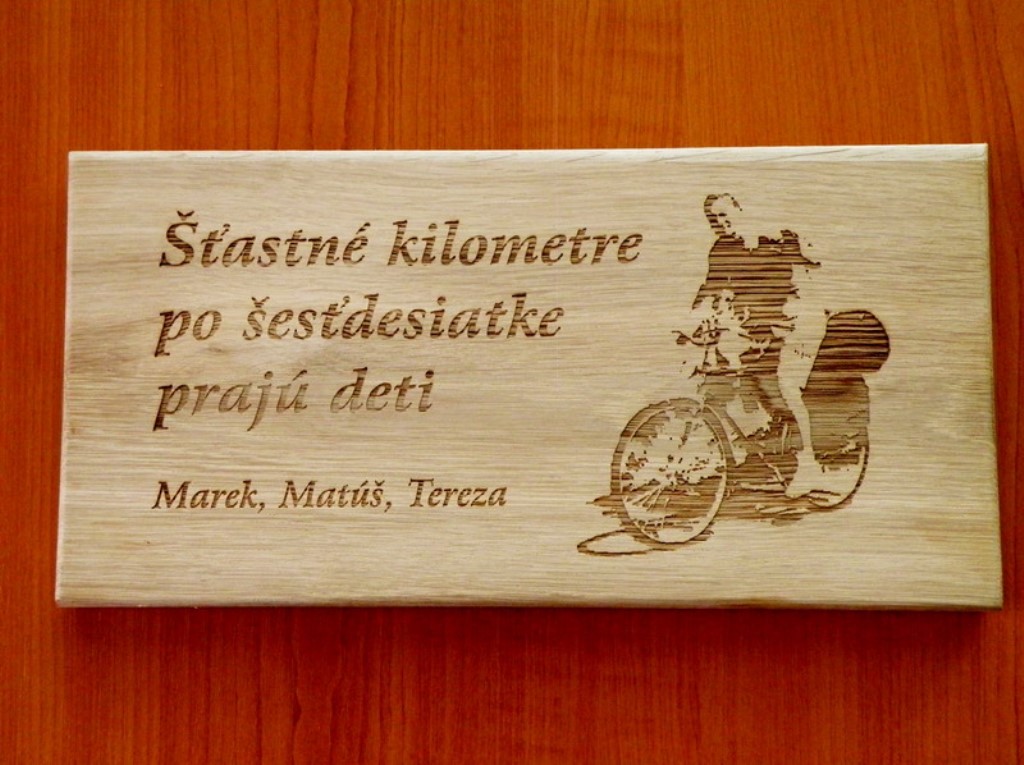 Šťastné kilometre
po šesťdesiatke
prajú deti
Marek, Matúš, Tereza